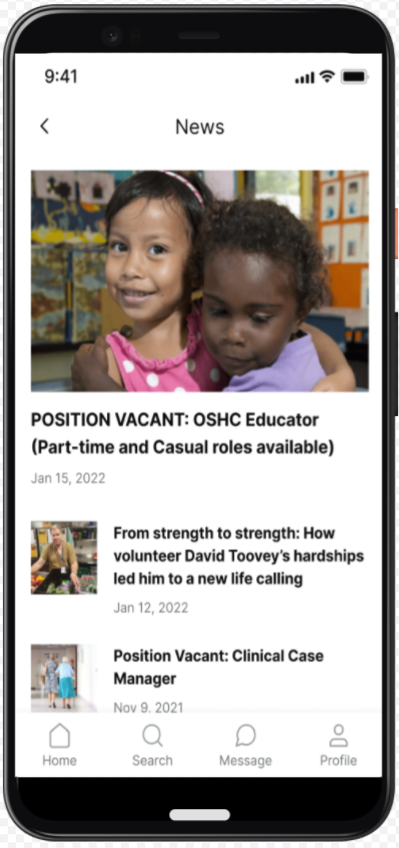 9:41
News
POSITION VACANT: OSHC Educator
(Part-time and Casual roles available)
Jan 15, 2022
From strength to strength: How
volunteer David Toovey’s hardships
led him to a new life calling
Jan 12, 2022
Position Vacant: Clinical Case
Manager
Nov 9, 2021
Home
Search
Message
Profile